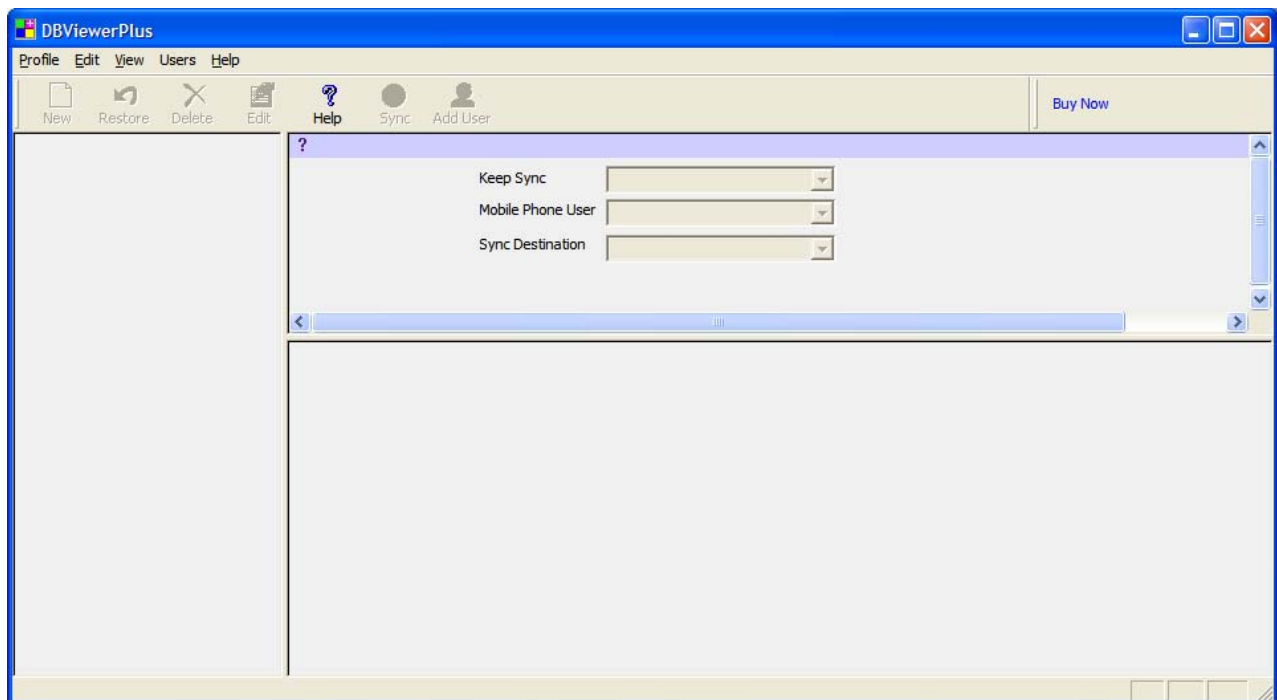 DBViewerPlus
Profile Edit View Users Help
New Restore Delete Edit Help Sync Add User Buy Now
?
Keep Sync
Mobile Phone User
Sync Destination